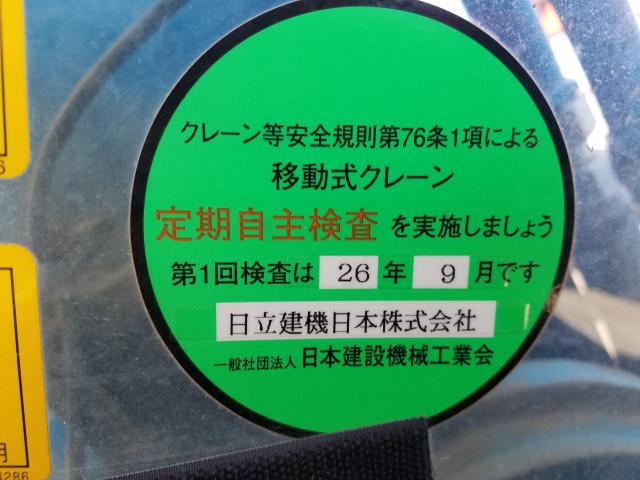 クレーン等安全規則第76条1項による
移動式クレーン
定期自主検査 を実施しましょう
第1回検査は 26 年 9 月です
日立建機日本株式会社
一般社団法人 日本建設機械工業会
6
月
4286